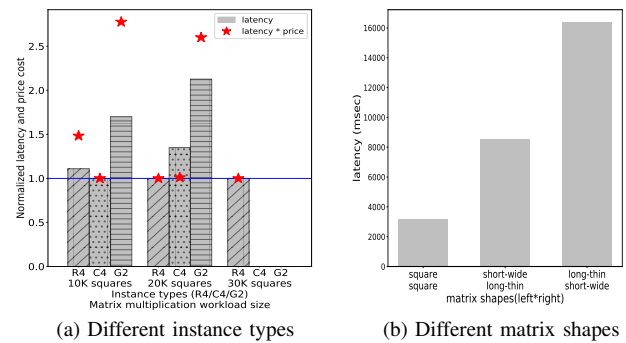 latency
latency * price
Normalized latency and price cost
2.5
2.0
1.5
1.0
0.5
0.0
R4 C4 G2 R4 C4 G2 R4 C4 G2
10K squares 20K squares 30K squares
Instance types (R4/C4/G2)
Matrix multiplication workload size
(a) Different instance types
latency (msec)
16000
14000
12000
10000
8000
6000
4000
2000
0
square short-wide long-thin
square long-thin short-wide
matrix shapes(left*right)
(b) Different matrix shapes